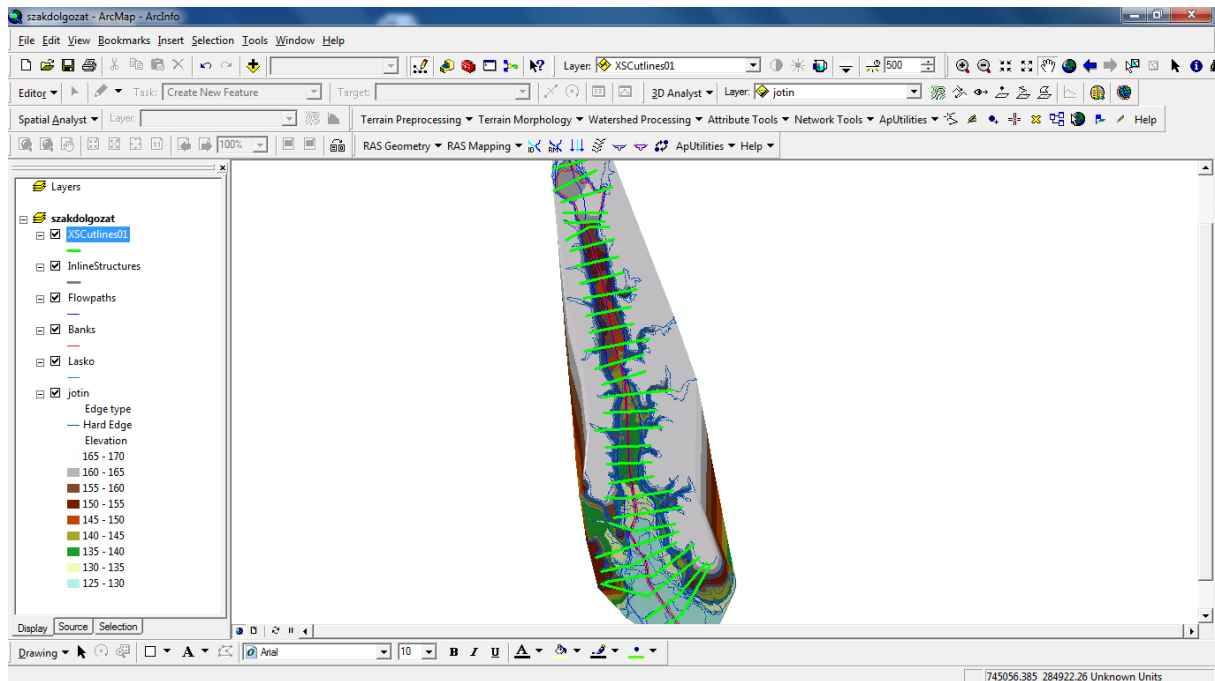 szakdolgozat - ArcMap - ArcInfo
File Edit View Bookmarks Insert Selection Tools Window Help
Layer: XSCutlines01 500
Editor Task: Create New Feature Target: 3D Analyst Layer: jotin
Spatial Analyst Layer: Terrain Preprocessing Terrain Morphology Watershed Processing Attribute Tools Network Tools ApUtilities Help
100% RAS Geometry ID RM RAS Mapping ApUtilities Help
Layers
szakdolgozat
XSCutlines01
InlineStructures
Flowpaths
Banks
Lasko
jotin
Edge type
Hard Edge
Elevation
165 - 170
160 - 165
155 - 160
150 - 155
145 - 150
140 - 145
135 - 140
130 - 135
125 - 130
Display Source Selection
Drawing A Arial 10 B I U A
745056.385 284922.26 Unknown Units